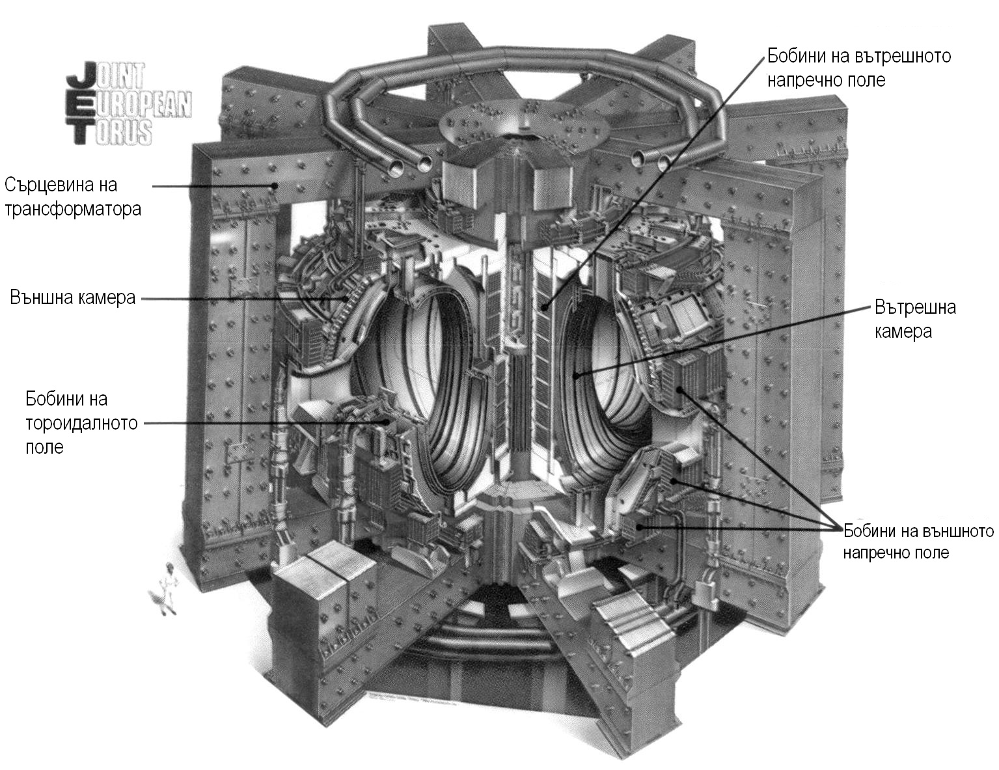 JOINT
EUROPEAN
TORUS
Бобини на вътрешното
напречно поле
Сърцевина на
трансформатора
Външна камера
Вътрешна
камера
Бобини на
тороидалното
поле
Бобини на външното
напречно поле